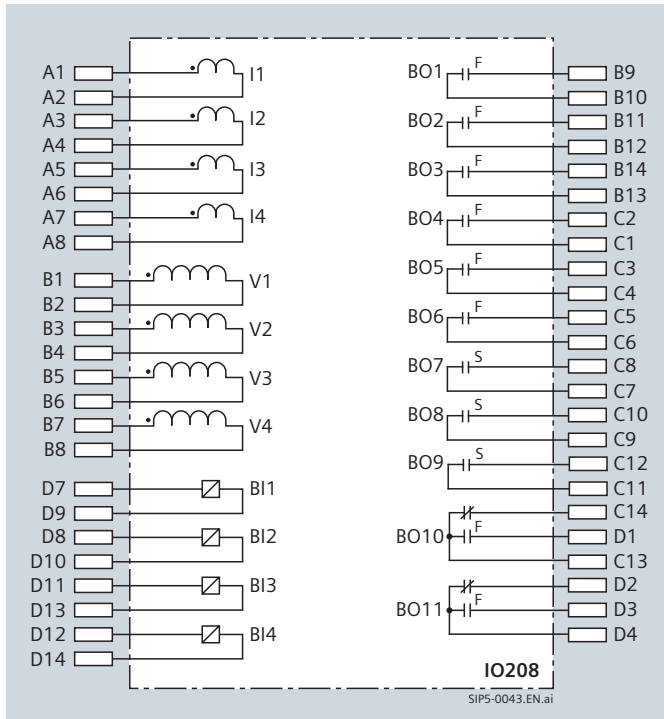 A1 I1 BO1 F B9
A2 B10
A3 I2 BO2 F B11
A4 B12
A5 I3 BO3 F B14
A6 B13
A7 I4 BO4 F C2
A8 C1
B1 V1 BO5 F C3
B2 C4
B3 V2 BO6 F C5
B4 C6
B5 V3 BO7 S C8
B6 C7
B7 V4 BO8 S C10
B8 C9
BO9 S C12
D7 BI1 C11
D9 C14
D8 BI2 BO10 F D1
D10 C13
D11 BI3 D2
D13 BO11 F D3
D12 BI4 D4
D14
IO208
SIP5-0043.EN.ai